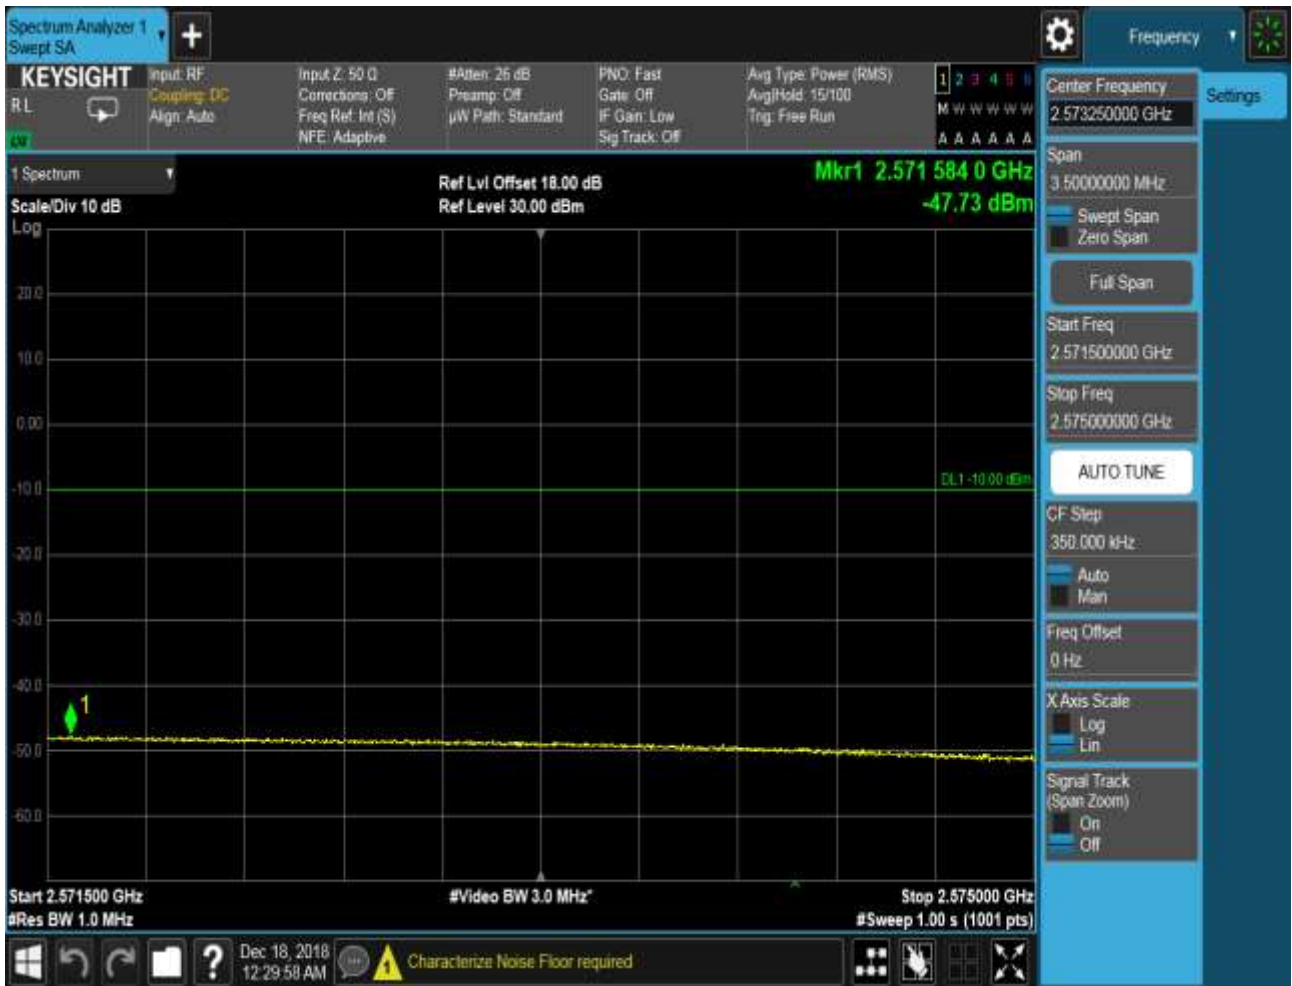 Spectrum Analyzer 1
Swept SA
+
Frequency
KEYSIGHT
RL
Input: RF
Coupling: DC
Align: Auto
Input Z: 50 Ω
Corrections: Off
Freq Ref: Int (S)
NFE: Adaptive
#Atten: 26 dB
Preamp: Off
µW Path: Standard
PNO: Fast
Gate: Off
IF Gain: Low
Sig Track: Off
Avg Type: Power (RMS)
Avg|Hold: 15/100
Trig: Free Run
1 2 3 4 5 6
M W W W W W
A A A A A A
1 Spectrum
Scale/Div 10 dB
Log
Ref Lvl Offset 18.00 dB
Ref Level 30.00 dBm
Mkr1 2.571 584 0 GHz
-47.73 dBm
20.0
10.0
0.00
-10.0
DL1 -10.00 dBm
-20.0
-30.0
-40.0
1
-50.0
-60.0
Start 2.571500 GHz
#Video BW 3.0 MHz*
Stop 2.575000 GHz
#Res BW 1.0 MHz
#Sweep 1.00 s (1001 pts)
Center Frequency
2.573250000 GHz
Settings
Span
3.50000000 MHz
Swept Span
Zero Span
Full Span
Start Freq
2.571500000 GHz
Stop Freq
2.575000000 GHz
AUTO TUNE
CF Step
350.000 kHz
Auto
Man
Freq Offset
0 Hz
X Axis Scale
Log
Lin
Signal Track
(Span Zoom)
On
Off
?
Dec 18, 2018
12:29:58 AM
1
Characterize Noise Floor required